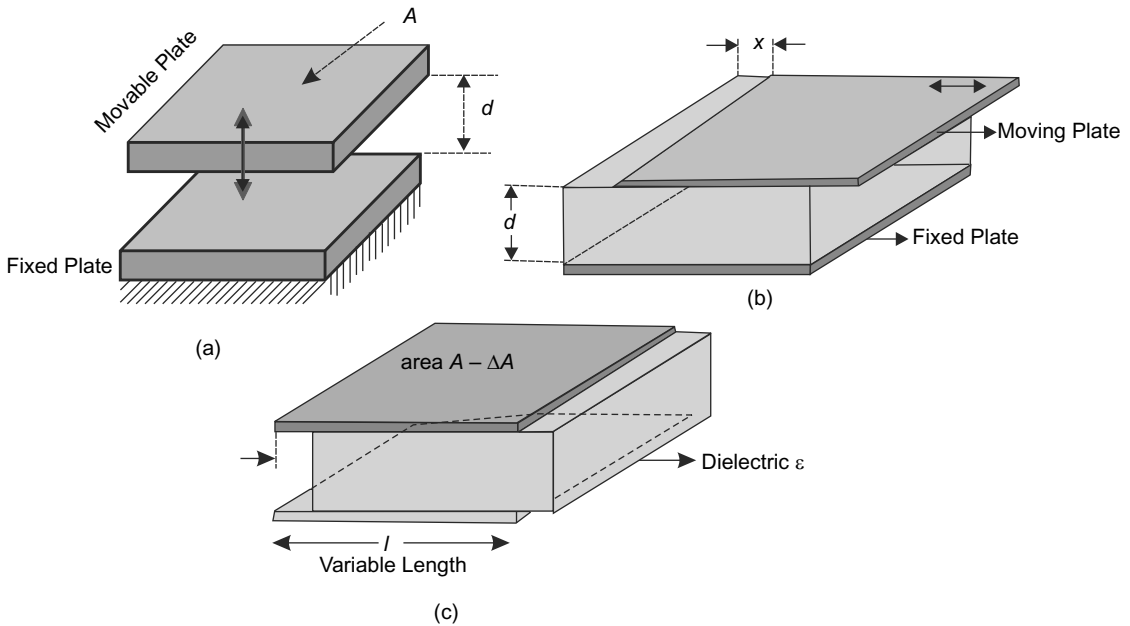 A
Movable Plate
d
Fixed Plate
(a)
x
Moving Plate
d
Fixed Plate
(b)
area A – ΔA
Dielectric ε
l
Variable Length
(c)